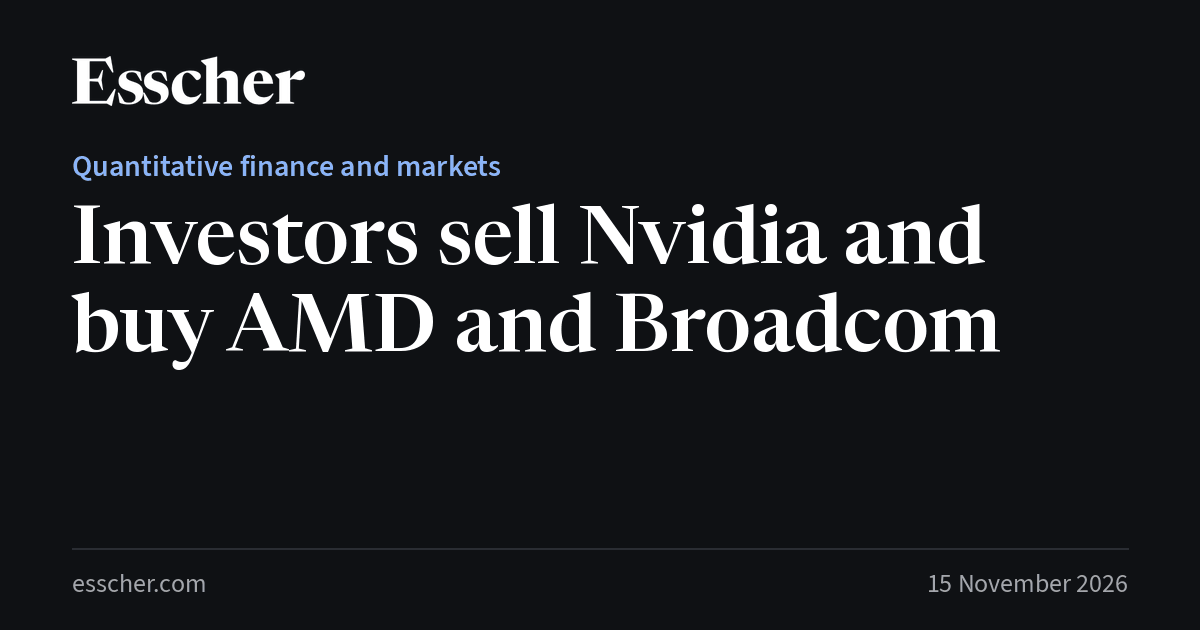 Esscher
Quantitative finance and markets
Investors sell Nvidia and
buy AMD and Broadcom
esscher.com
15 November 2026